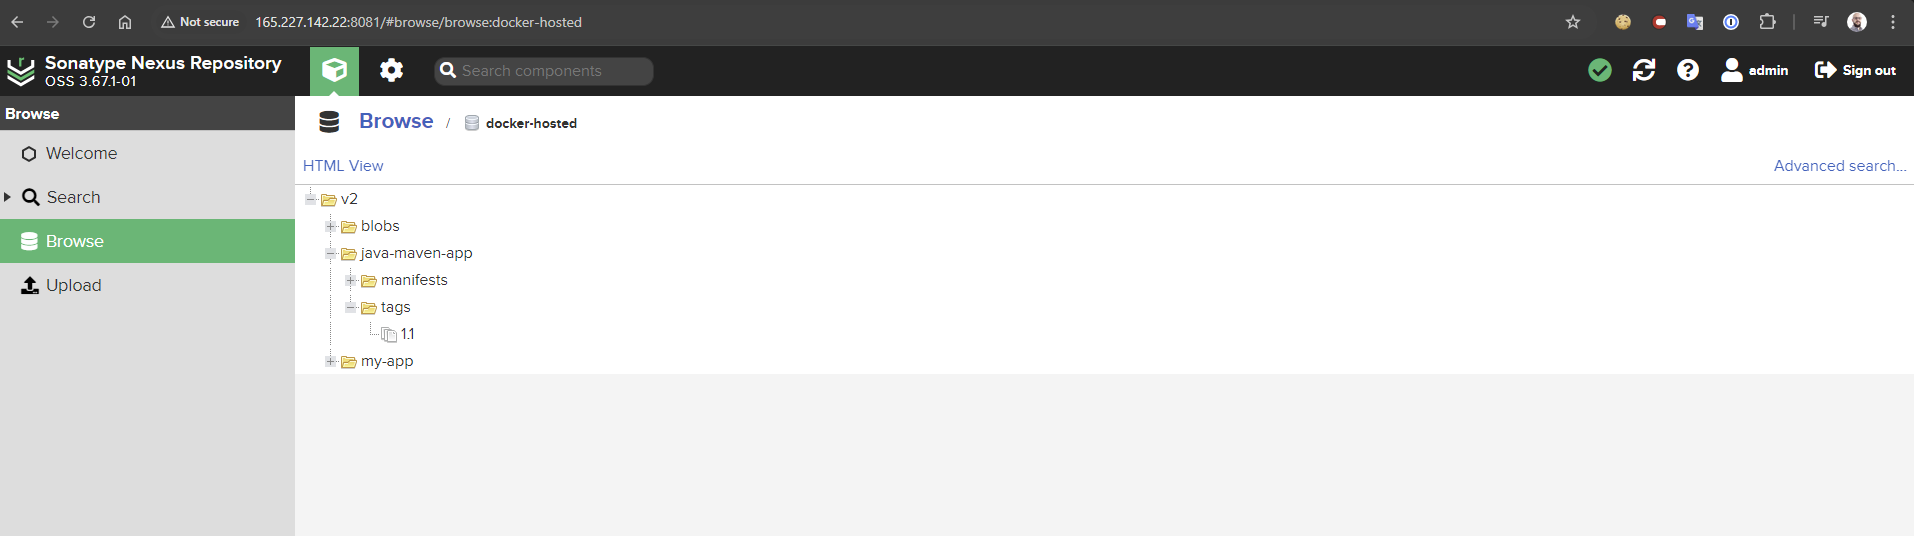 Not secure 165.227.142.22:8081/#browse/browse:docker-hosted
Sonatype Nexus Repository
OSS 3.67.1-01
Search components
admin
Sign out
Browse
Welcome
Search
Browse
Upload
Browse / docker-hosted
HTML View
Advanced search...
v2
blobs
java-maven-app
manifests
tags
1.1
my-app